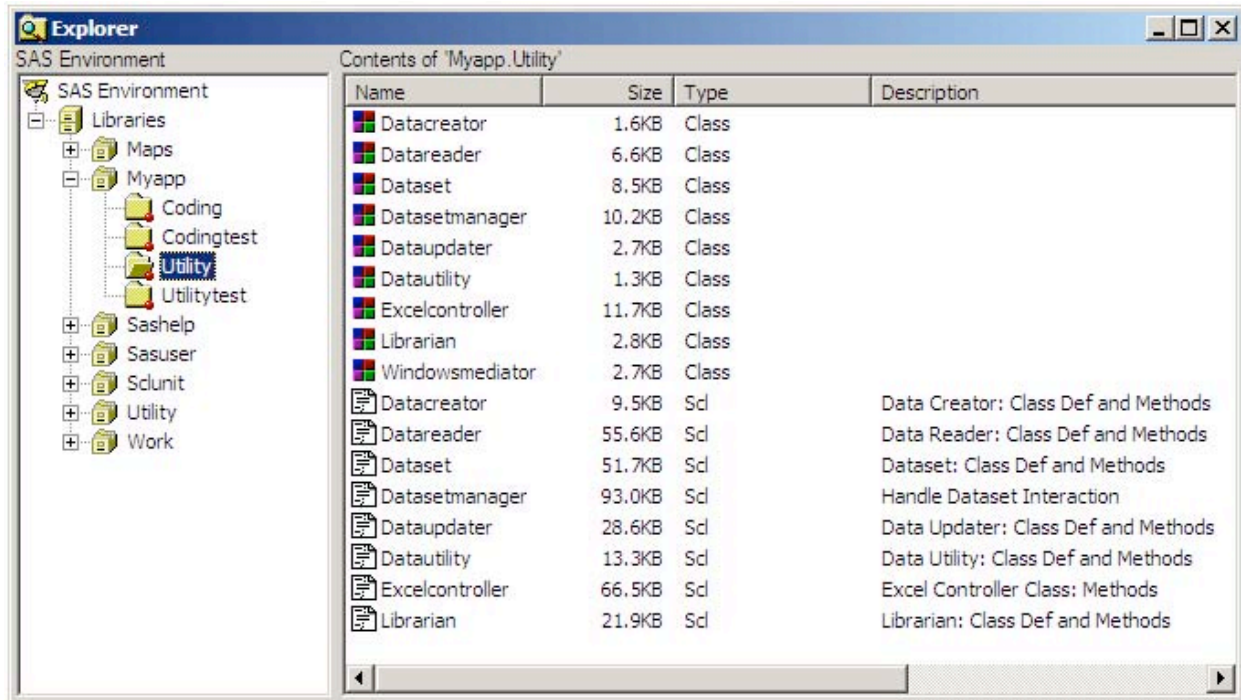 Explorer
SAS Environment
Contents of 'Myapp.Utility'
SAS Environment
Libraries
Maps
Myapp
Coding
Codingtest
Utility
Utilitytest
Sashelp
Sasuser
Sclunit
Utility
Work
Name Size Type Description
Datacreator 1.6KB Class
Datareader 6.6KB Class
Dataset 8.5KB Class
Datasetmanager 10.2KB Class
Dataupdater 2.7KB Class
Datautility 1.3KB Class
Excelcontroller 11.7KB Class
Librarian 2.8KB Class
Windowsmediator 2.7KB Class
Datacreator 9.5KB Scl Data Creator: Class Def and Methods
Datareader 55.6KB Scl Data Reader: Class Def and Methods
Dataset 51.7KB Scl Dataset: Class Def and Methods
Datasetmanager 93.0KB Scl Handle Dataset Interaction
Dataupdater 28.6KB Scl Data Updater: Class Def and Methods
Datautility 13.3KB Scl Data Utility: Class Def and Methods
Excelcontroller 66.5KB Scl Excel Controller Class: Methods
Librarian 21.9KB Scl Librarian: Class Def and Methods